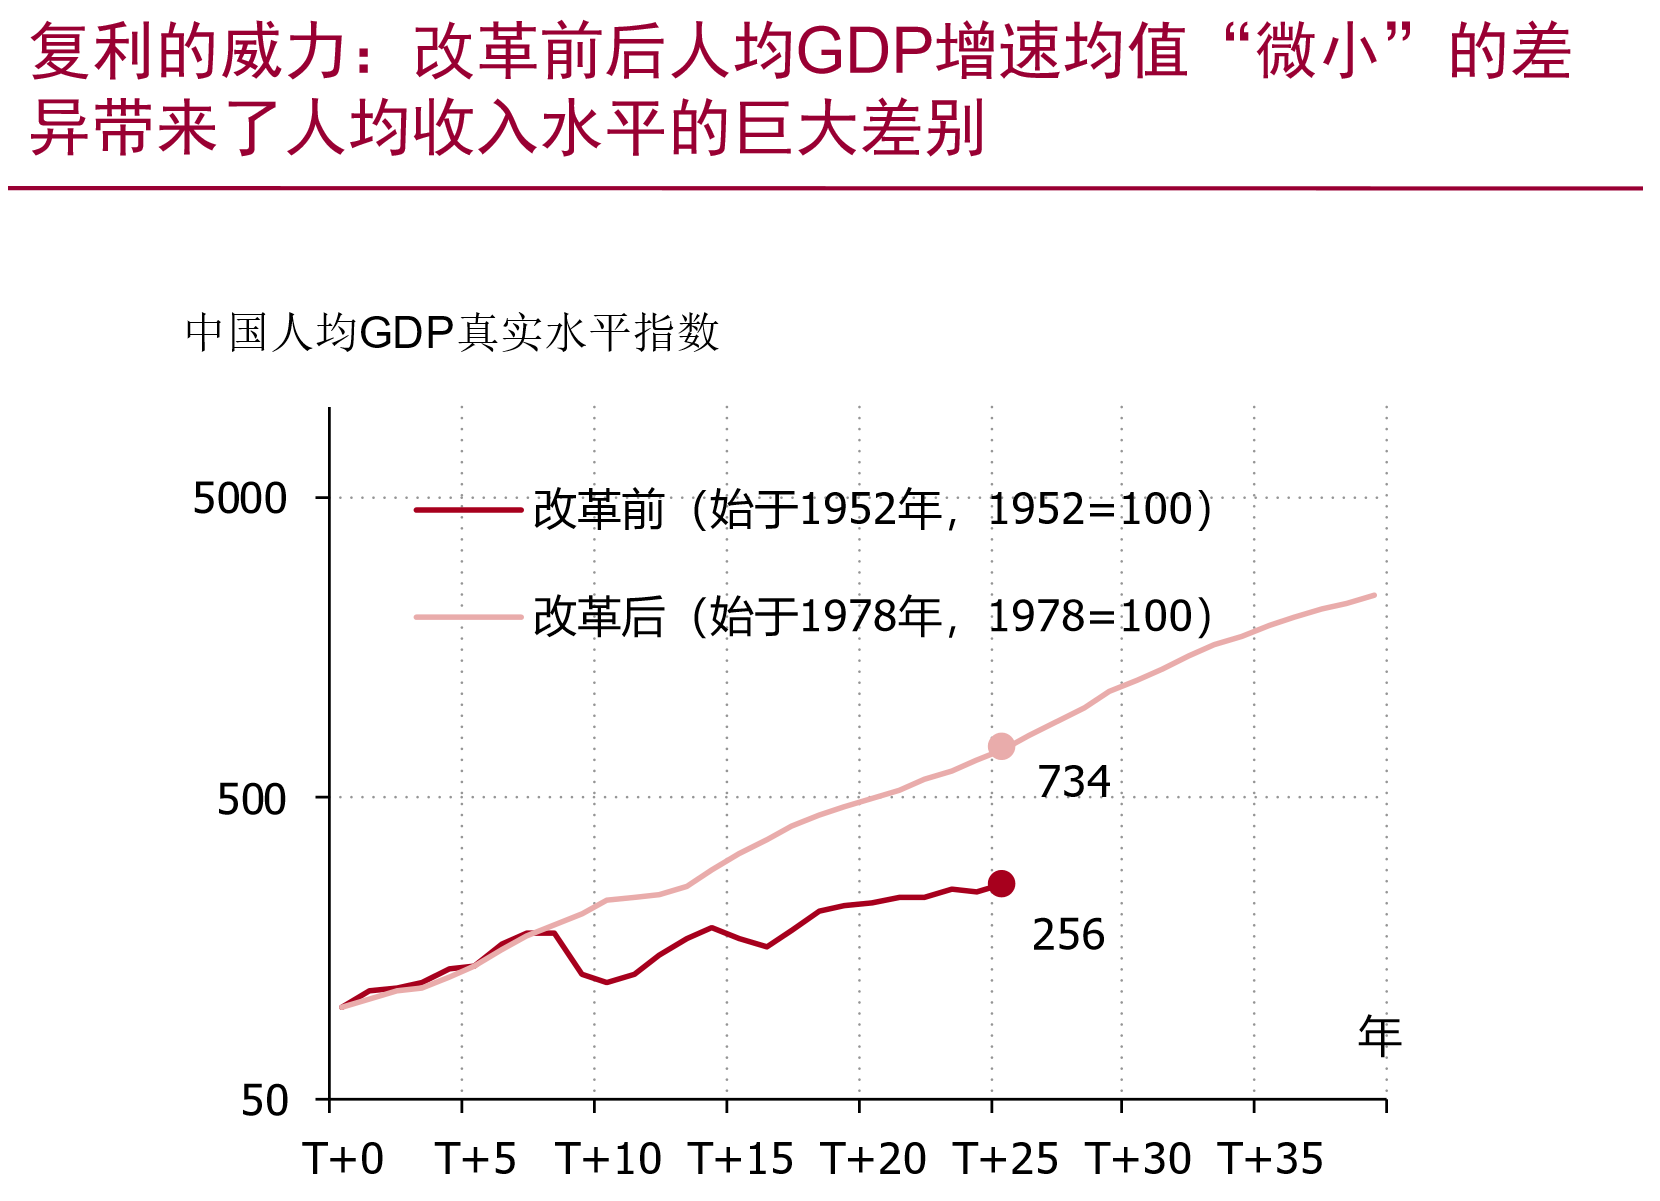 复利的威力：改革前后人均GDP增速均值“微小”的差
异带来了人均收入水平的巨大差别
中国人均GDP真实水平指数
5000
改革前（始于1952年，1952=100）
改革后（始于1978年，1978=100）
734
500
256
年
50
T+0 T+5 T+10 T+15 T+20 T+25 T+30 T+35